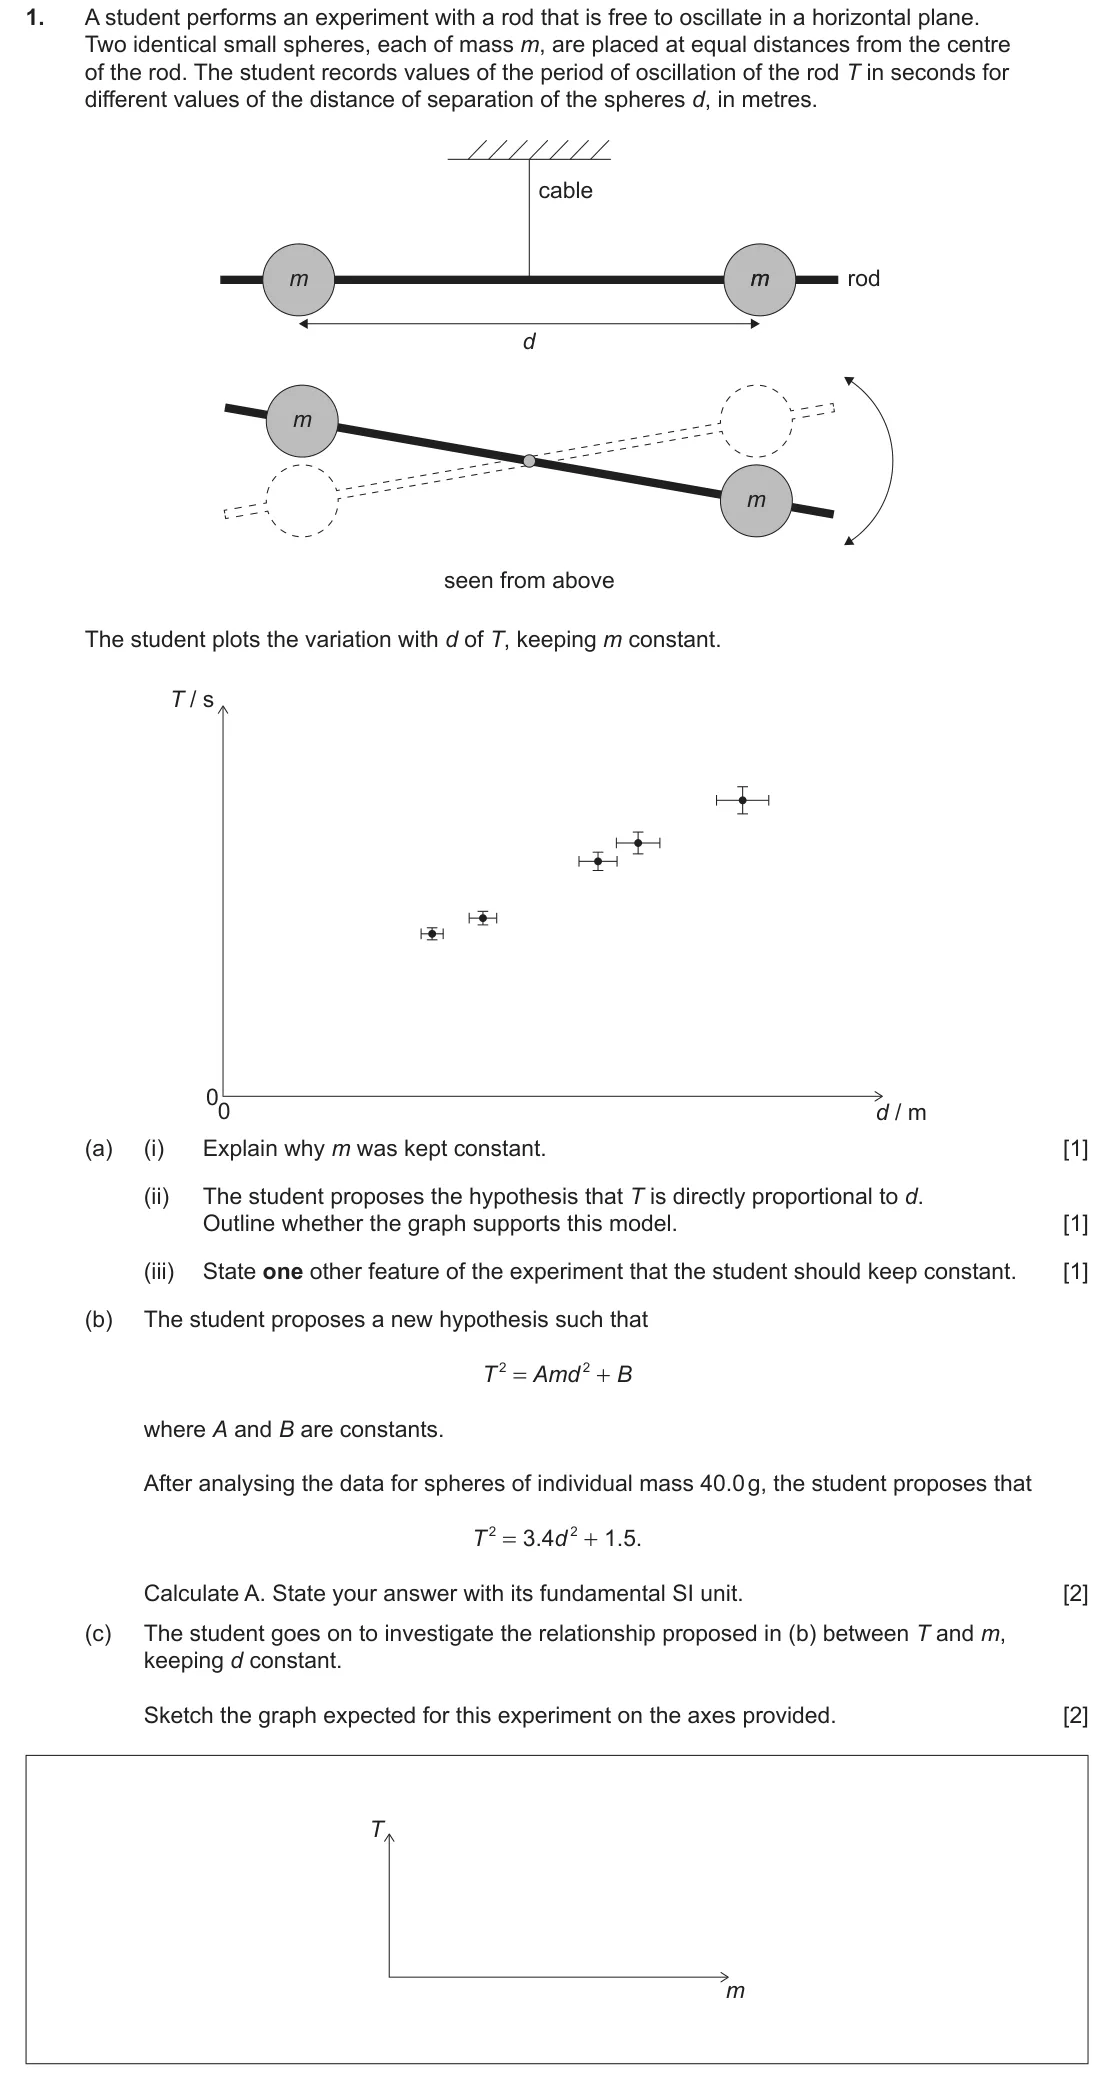 1. A student performs an experiment with a rod that is free to oscillate in a horizontal plane.
Two identical small spheres, each of mass m, are placed at equal distances from the centre
of the rod. The student records values of the period of oscillation of the rod T in seconds for
different values of the distance of separation of the spheres d, in metres.
cable
m
m
rod
d
m
m
seen from above
The student plots the variation with d of T, keeping m constant.
T / s
0
0
d / m
(a) (i) Explain why m was kept constant. [1]
(ii) The student proposes the hypothesis that T is directly proportional to d.
Outline whether the graph supports this model. [1]
(iii) State one other feature of the experiment that the student should keep constant. [1]
(b) The student proposes a new hypothesis such that
T² = Amd² + B
where A and B are constants.
After analysing the data for spheres of individual mass 40.0 g, the student proposes that
T² = 3.4d² + 1.5.
Calculate A. State your answer with its fundamental SI unit. [2]
(c) The student goes on to investigate the relationship proposed in (b) between T and m,
keeping d constant.
Sketch the graph expected for this experiment on the axes provided. [2]
T
m